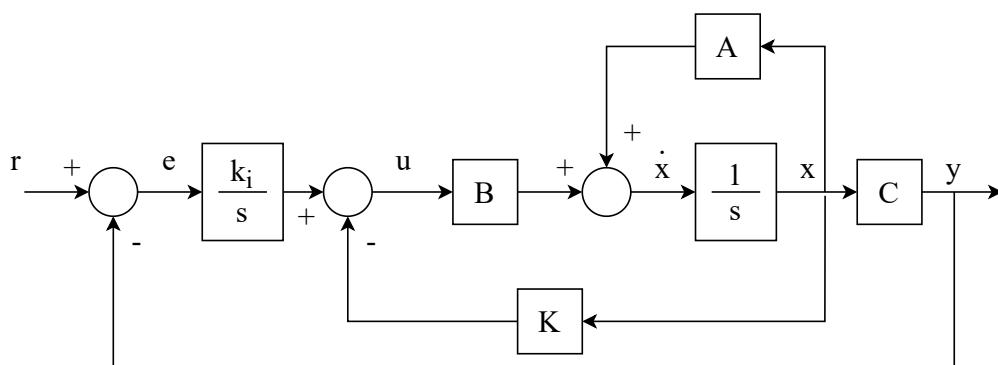 A
+
r
+
e
k_i
s
+
u
B
+
ẋ
1
s
x
C
y
-
-
K